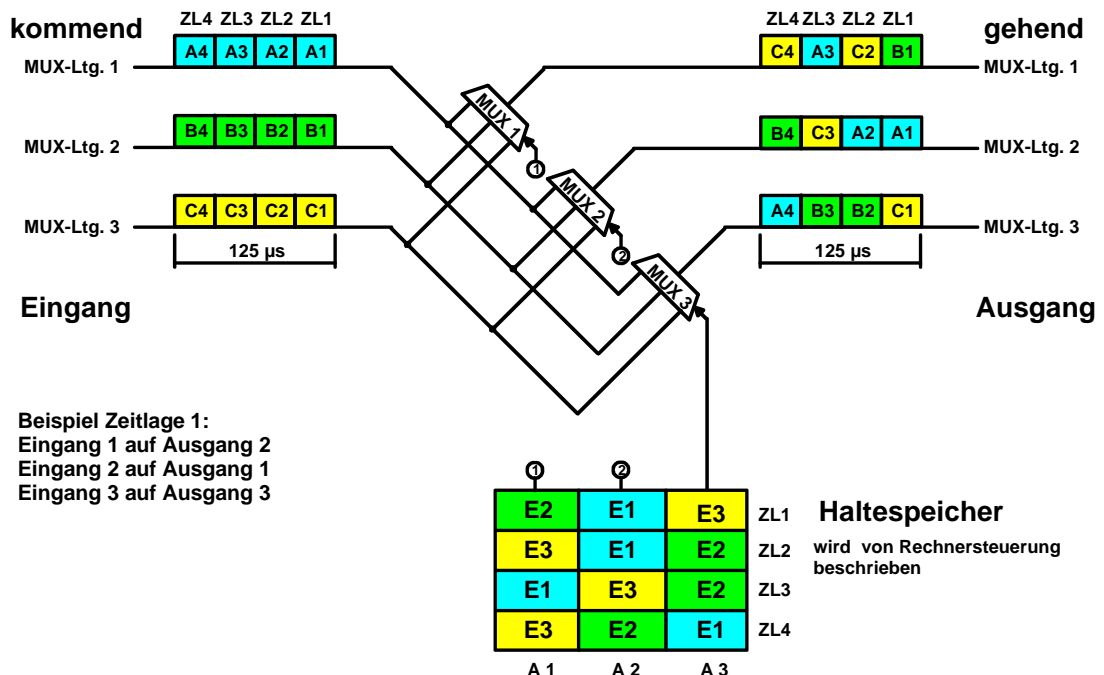 kommend
ZL4 ZL3 ZL2 ZL1
A4 A3 A2 A1
MUX-Ltg. 1
B4 B3 B2 B1
MUX-Ltg. 2
C4 C3 C2 C1
MUX-Ltg. 3
125 µs
Eingang
MUX 1
1
MUX 2
2
MUX 3
gehend
ZL4 ZL3 ZL2 ZL1
C4 A3 C2 B1
MUX-Ltg. 1
B4 C3 A2 A1
MUX-Ltg. 2
A4 B3 B2 C1
MUX-Ltg. 3
125 µs
Ausgang
Beispiel Zeitlage 1:
Eingang 1 auf Ausgang 2
Eingang 2 auf Ausgang 1
Eingang 3 auf Ausgang 3
1 2
E2 E1 E3 ZL1
E3 E1 E2 ZL2
E1 E3 E2 ZL3
E3 E2 E1 ZL4
A 1 A 2 A 3
Haltespeicher
wird von Rechnersteuerung
beschrieben